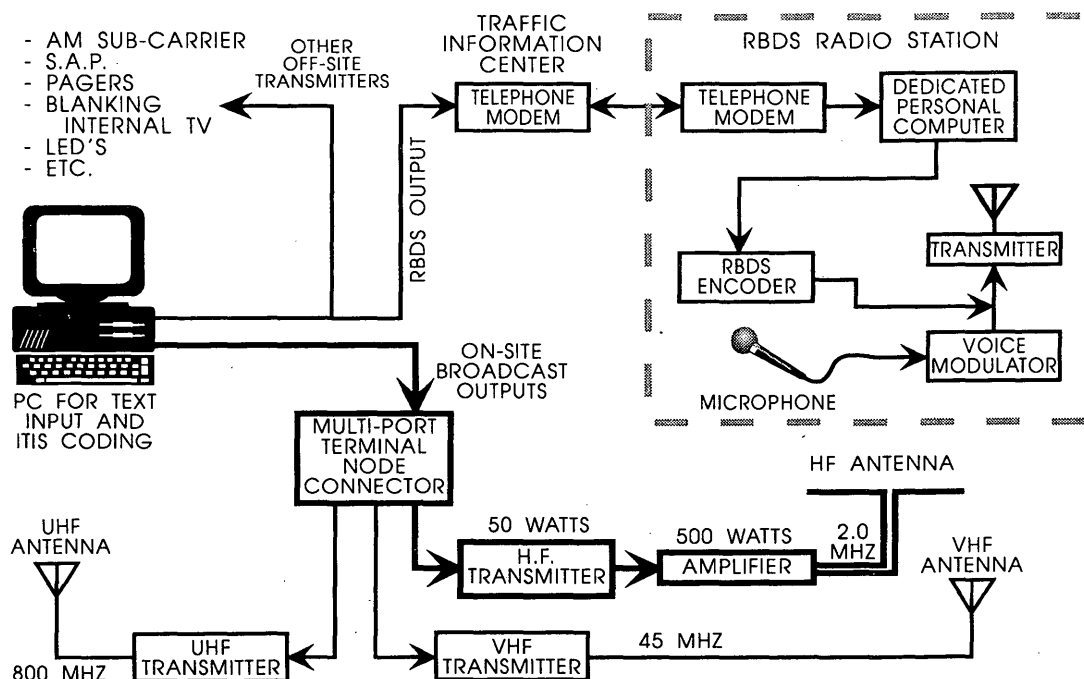 - AM SUB-CARRIER
- S.A.P.
- PAGERS
- BLANKING
INTERNAL TV
- LED'S
- ETC.
OTHER
OFF-SITE
TRANSMITTERS
TRAFFIC
INFORMATION
CENTER
TELEPHONE
MODEM
RBDS OUTPUT
RBDS RADIO STATION
TELEPHONE
MODEM
DEDICATED
PERSONAL
COMPUTER
TRANSMITTER
RBDS
ENCODER
VOICE
MODULATOR
MICROPHONE
PC FOR TEXT
INPUT AND
ITIS CODING
ON-SITE
BROADCAST
OUTPUTS
MULTI-PORT
TERMINAL
NODE
CONNECTOR
HF ANTENNA
50 WATTS
H.F.
TRANSMITTER
500 WATTS
AMPLIFIER
2.0
MHZ
VHF
ANTENNA
UHF
ANTENNA
800 MHZ
UHF
TRANSMITTER
VHF
TRANSMITTER
45 MHZ